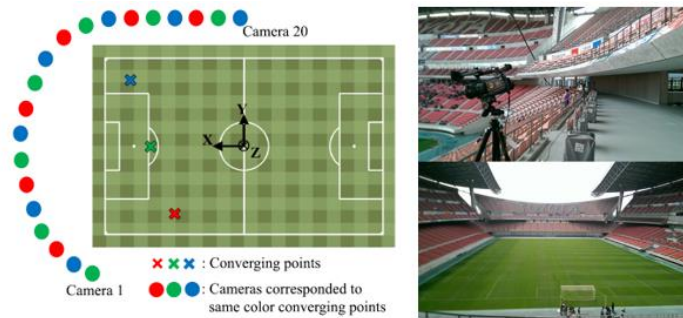 Camera 20
Y
X
Z
Camera 1
: Converging points
: Cameras corresponded to
same color converging points